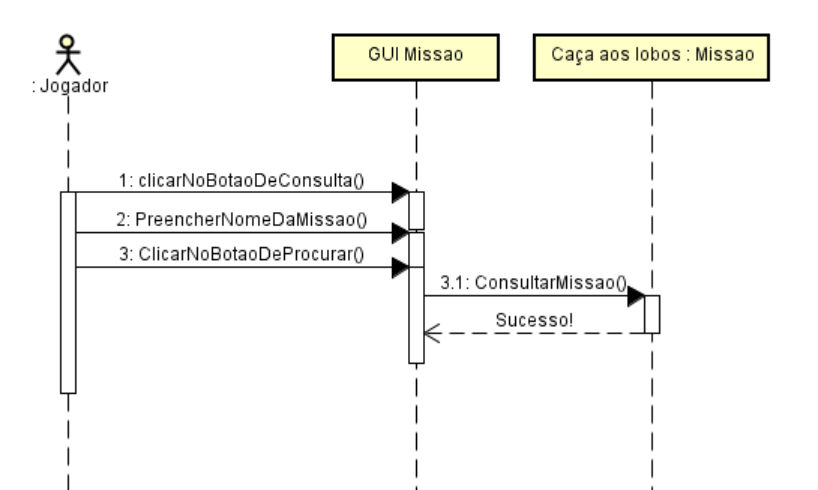 GUI Missao
Caça aos lobos : Missao
: Jogador
1: clicarNoBotaoDeConsulta()
2: PreencherNomeDaMissao()
3: ClicarNoBotaoDeProcurar()
3.1: ConsultarMissao()
Sucesso!